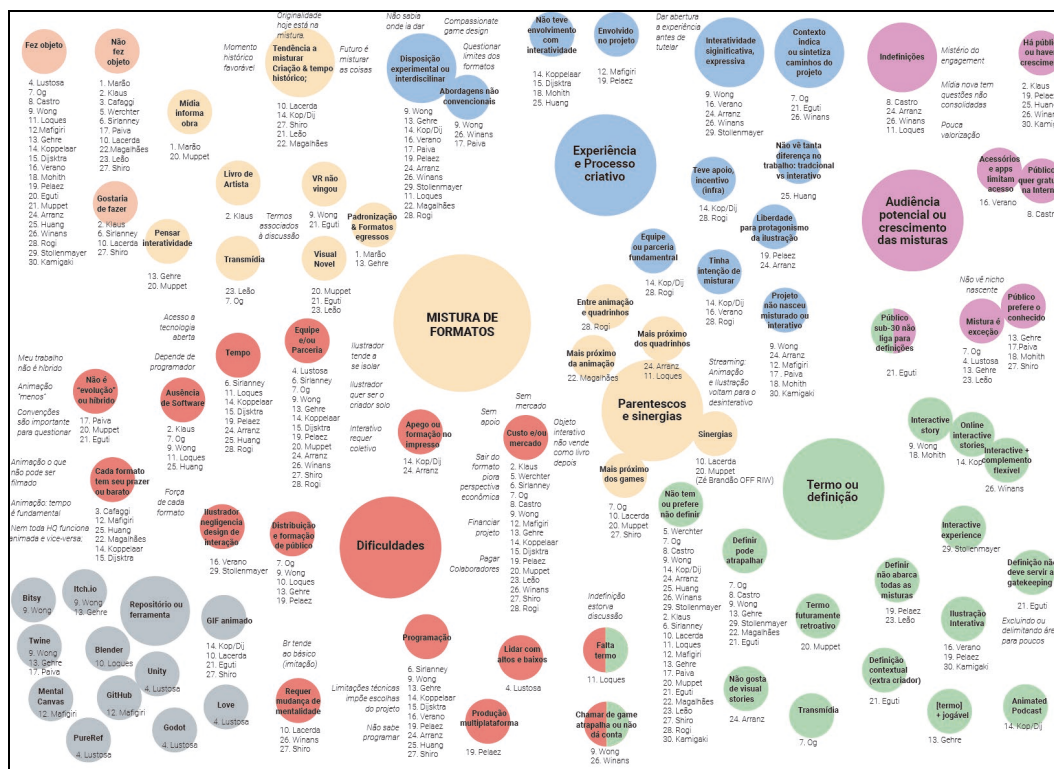 Fez objeto
4. Lustosa
7. Og
8. Castro
9. Wong
11. Loques
12.Mafigiri
13. Gehre
14. Koppelaar
15. Dijsktra
16. Verano
18. Mohith
19. Pelaez
20. Egut
21. Muppet
24. Arranz
25. Huang
26. Winans
28. Rogi
29. Stollenmayer
30. Kamigaki
Não
fez
objeto
1. Marão
2. Klaus
3. Cafaggi
5. Werchter
6. Sirianney
17. Paiva
10. Lacerda
22.Magalhães
23. Leão
27. Shiro
Gostaria
de fazer
2. Klaus
6. Sirianney
10. Lacerda
27. Shiro
Momento
histórico
favorável
Mídia
informa
obra
1. Marão
20. Muppet
Pensar
interatividade
13. Gehre
20. Muppet
Originalidade
hoje está na
mistura.
Tendência a
misturar
Criação & tempo
histórico;
10. Lacerda
14. Kop/Dij
27. Shiro
21. Leão
22. Magalhães
Futuro é
misturar
as coisas
Livro de
Artista
2. Klaus
Termos
associados
à discussão
Transmídia
23. Leão
7. Og
VR não
vingou
9. Wong
21. Eguti
Visual
Novel
20. Muppet
21. Eguti
23. Leão
Padronização
& Formatos
egressos
1. Marão
13. Gehre
Não sabia
onde ia dar
Disposição
experimental ou
interdiscilinar
9. Wong
13. Gehre
14. Kop/Dij
16. Verano
17. Paiva
19. Pelaez
24. Arranz
26. Winans
29. Stollenmayer
11. Loques
22. Magalhães
28. Rogi
Compassionate
game design
Questionar
limites dos
formatos
Abordagens não
convencionais
9. Wong
26. Winans
17. Paiva
MISTURA DE
FORMATOS
Não teve
envolvimento
com
interatividade
14. Koppelaar
15. Dijsktra
18. Mohith
25. Huang
Envolvido
no projeto
12. Mafigiri
19. Pelaez
Experiência
e Processo
criativo
Dar abertura
a experiência
antes de
tutelar
Interatividade
siginificativa,
expressiva
9. Wong
16. Verano
24. Arranz
26. Winans
29. Stollenmayer
Contexto
indica
ou sintetiza
caminhos do
projeto
7. Og
21. Eguti
26. Winans
Teve apoio,
incentivo
(infra)
14. Kop/Dij
28. Rogi
Não vê tanta
diferença no
trabalho: tradcional
vs interativo
25. Huang
Liberdade
para protagonismo
da ilustração
19. Pelaez
24. Arranz
Equipe
ou parceria
fundamentral
14. Kop/Dij
28. Rogi
Tinha
intenção de
misturar
14. Kop/Dij
16. Verano
28. Rogi
Projeto
não nasceu
misturado ou
interativo
9. Wong
24. Arranz
12. Mafigiri
17. Paiva
18. Mohith
30. Kamigaki
Indefinições
8. Castro
24. Arranz
26. Winans
11. Loques
Mistério do
engagement
Mídia nova tem
questões não
consolidadas
Pouca
valorização
2. Klaus
Acessórios
e apps
limitam
acesso
16. Verano
Audiência
potencial ou
crescimento
das misturas
Não vê nicho
nascente
Mistura é
exceção
7. Og
4. Lustosa
13. Gehre
23. Leão
Público
prefere o
conhecido
13. Gehre
17.Paiva
18. Mohith
26. Shiro
Público
sub-30 não
liga para
definições
21. Eguti
Entre animação
e quadrinhos
28. Rogi
Mais próximo
dos quadrinhos
24. Arranz
11. Loques
Mais próximo
da animação
22. Magalhães
Parentescos
e sinergias
Streaming:
Animação
e Ilustração
voltam para o
desinterativo
Sinergias
10. Lacerda
20. Muppet
(Zé Brandão OFF RIW)
Mais próximo
dos games
7. Og
10. Lacerda
20. Muppet
27. Shiro
Meu trabalho
não é híbrido
Animação
"menos"
Convenções
são importante
para questionar
Não é
"evolução"
ou híbrido
17. Paiva
20. Muppet
21. Eguti
Acesso a
tecnologia
aberta
Depende de
programador
Ausência
de Software
2. Klaus
7. Og
9. Wong
11. Loques
25. Huang
Tempo
6. Sirianney
11. Loques
14. Koppelaar
15. Dijsktra
19. Pelaez
24. Arranz
25. Huang
28. Rogi
Equipe
e/ou
Parceria
4. Lustosa
6. Sirianney
7. Og
9. Wong
13. Gehre
14. Koppelaar
15. Dijsktra
19. Pelaez
20. Muppet
24. Arranz
26. Winans
27. Shiro
28. Rogi
Ilustrador
tende a
se isolar
Ilustrador
quer ser o
criador solo
Interativo
requer
coletivo
Apego ou
formação no
impresso
14. Kop/Dij
24. Arranz
Animação o que
não pode ser
filmado
Animação: tempo
é fundamental
Nem toda HQ funciona
animada e vice-versa;
Cada formato
tem seu prazer
ou barato
3. Cafaggi
12. Mafigiri
25. Huang
22. Magalhães
14. Koppelaar
15. Dijsktra
Força
de cada
formato
Ilustrador
negligencia
design de
interação
16. Verano
29. Stollenmayer
Distribuição
e formação
de público
7. Og
9. Wong
11. Loques
13. Gehre
19. Pelaez
Dificuldades
Sem
apoio
Sem
mercado
Custo e/ou
mercado
2. Klaus
5. Werchter
6. Sirianney
7. Og
8. Castro
9. Wong
12. Mafigiri
13. Gehre
14. Koppelaar
15. Dijsktra
19. Pelaez
20. Muppet
23. Leão
26. Winans
27. Shiro
28. Rogi
Sair do formato
piora
perspectiva
econômica
Financiar
projeto
Pagar
Colaboradores
Objeto
interativo não
vende como
livro depois
Programação
6. Sirianney
9. Wong
13. Gehre
14. Koppelaar
15. Dijsktra
16. Verano
19. Pelaez
24. Arranz
25. Huang
27. Shiro
Limitações técnicas
impõe escolhas
do projeto
Não sabe
programar
Lidar com
altos e baixos
4. Lustosa
Produção
multiplataforma
19. Pelaez
Br tende
ao básico
(imitação)
Requer
mudança de
mentalidade
10. Lacerda
26. Winans
27. Shiro
Indefinição
estorva
discussão
Falta
termo
11. Loques
Chamar de game
atrapalha ou não
dá conta
9. Wong
26. Winans
Não tem
ou prefere
não definir
5. Werchter
7. Og
8. Castro
9. Wong
14. Kop/Dij
24. Arranz
25. Huang
26. Winans
29. Stollenmayer
2. Klaus
6. Sirianney
10. Lacerda
11. Loques
12. Mafigiri
13. Gehre
17. Paiva
20. Muppet
21. Eguti
22. Magalhães
23. Leão
27. Shiro
28. Rogi
30. Kamigaki
Definir
pode
atrapalhar
7. Og
8. Castro
9. Wong
13. Gehre
29. Stollenmayer
22. Magalhães
21. Eguti
Não gosta
de visual
stories
24. Arranz
Termo ou
definição
Termo
futuramente
retroativo
20. Muppet
Transmídia
7. Og
Interactive
story
9. Wong
18. Mohith
Online
interactive
stories
14. Kop
Interactive +
complemento
flexível
26. Winans
Interactive
experience
29. Stollenmayer
Definir
não abarca
todas as
misturas
19. Pelaez
23. Leão
Ilustração
Interativa
16. Verano
19. Pelaez
30. Kamigaki
Definição não
deve servir a
gatekeeping
21. Eguti
Excluindo ou
delimitando
para poucos
Definição
contextual
(extra criador)
21. Eguti
[termo]
+ jogável
13. Gehre
Animated
Podcast
14. Kop/Dij
Bitsy
9. Wong
Itch.io
9. Wong
13. Gehre
Repositório ou
ferramenta
Twine
9. Wong
13. Gehre
17. Paiva
Blender
10. Loques
GIF animado
14. Kop/Dij
10. Lacerda
21. Eguti
27. Shiro
Mental
Canvas
12. Mafigiri
GitHub
12. Mafigiri
Unity
4. Lustosa
Love
4. Lustosa
PureRef
4. Lustosa
Godot
4. Lustosa